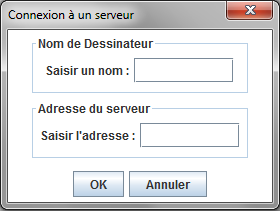 Connexion à un serveur
Nom de Dessinateur
Saisir un nom :
Adresse du serveur
Saisir l'adresse :
OK Annuler